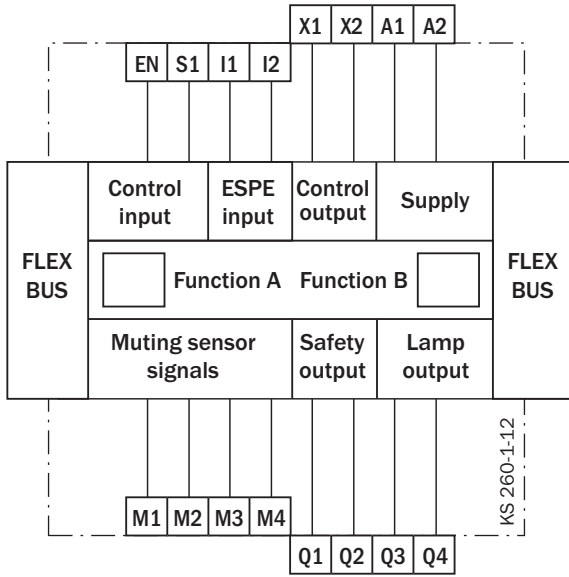 X1 X2 A1 A2
EN S1 I1 I2
Control input
ESPE input
Control output
Supply
FLEX BUS
Function A
Function B
FLEX BUS
Muting sensor signals
Safety output
Lamp output
KS 260-1-12
M1 M2 M3 M4
Q1 Q2 Q3 Q4